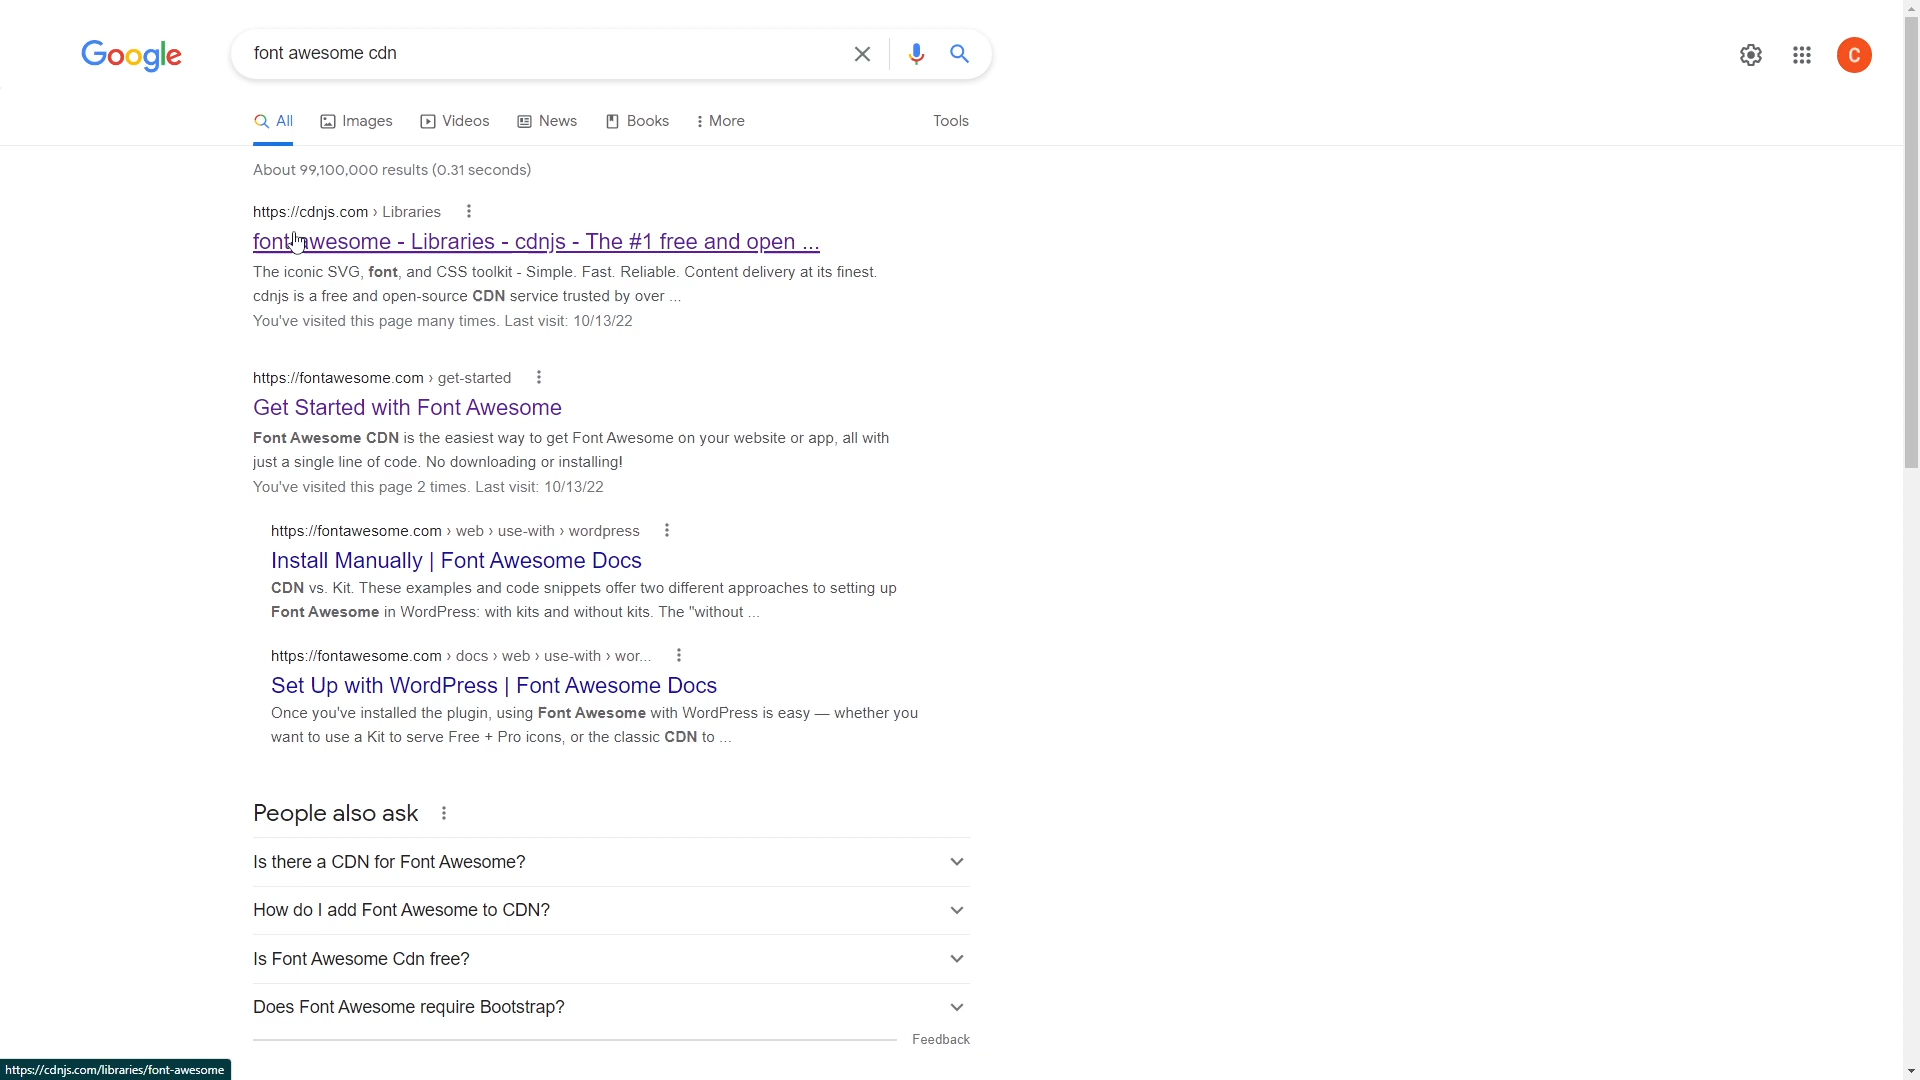 Google
font awesome cdn
C
All
Images
Videos
News
Books
More
Tools
About 99,100,000 results (0.31 seconds)
https://cdnjs.com › Libraries
font-awesome - Libraries - cdnjs - The #1 free and open ...
The iconic SVG, font, and CSS toolkit - Simple. Fast. Reliable. Content delivery at its finest.
cdnjs is a free and open-source CDN service trusted by over ...
You've visited this page many times. Last visit: 10/13/22
https://fontawesome.com › get-started
Get Started with Font Awesome
Font Awesome CDN is the easiest way to get Font Awesome on your website or app, all with
just a single line of code. No downloading or installing!
You've visited this page 2 times. Last visit: 10/13/22
https://fontawesome.com › web › use-with › wordpress
Install Manually | Font Awesome Docs
CDN vs. Kit. These examples and code snippets offer two different approaches to setting up
Font Awesome in WordPress: with kits and without kits. The "without ...
https://fontawesome.com › docs › web › use-with › wor...
Set Up with WordPress | Font Awesome Docs
Once you've installed the plugin, using Font Awesome with WordPress is easy — whether you
want to use a Kit to serve Free + Pro icons, or the classic CDN to ...
People also ask
Is there a CDN for Font Awesome?
How do I add Font Awesome to CDN?
Is Font Awesome Cdn free?
Does Font Awesome require Bootstrap?
Feedback
https://cdnjs.com/libraries/font-awesome